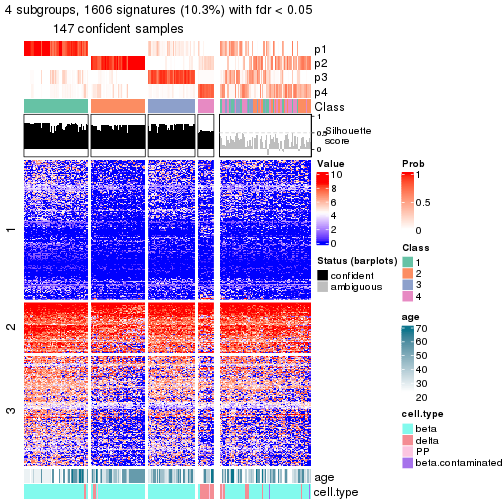 4 subgroups, 1606 signatures (10.3%) with fdr < 0.05
147 confident samples
p1
p2
p3
p4
Class
1
0.5
0
Silhouette
score
1
2
3
age
cell.type
Value
10
8
6
4
2
0
Status (barplots)
confident
ambiguous
Prob
1
0.5
0
Class
1
2
3
4
age
70
60
50
40
30
20
cell.type
beta
delta
PP
beta.contaminated